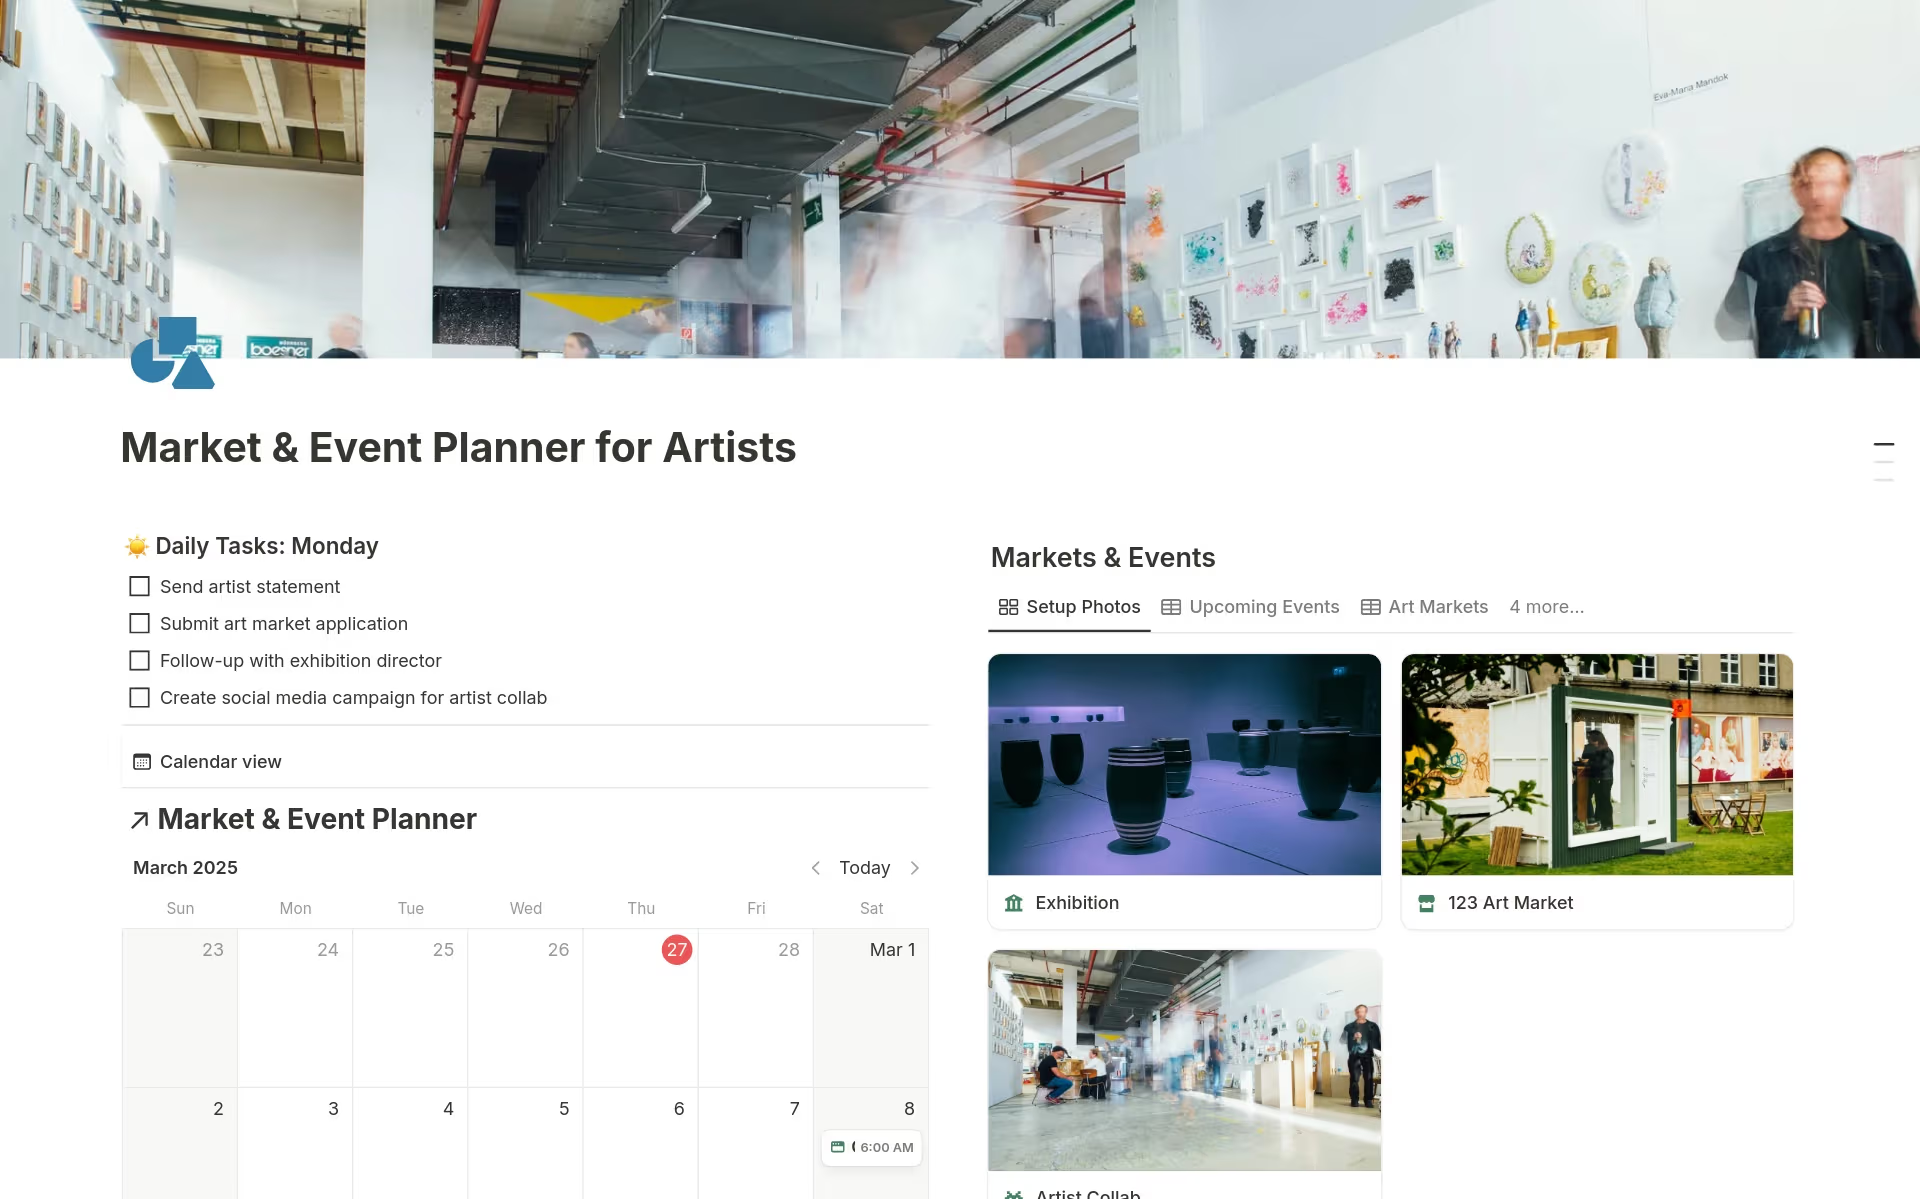 Eva-Maria Mandok
boesner
Market & Event Planner for Artists
Daily Tasks: Monday
Send artist statement
Submit art market application
Follow-up with exhibition director
Create social media campaign for artist collab
Calendar view
Market & Event Planner
March 2025
Today
Sun Mon Tue Wed Thu Fri Sat
23 24 25 26 27 28 Mar 1
2 3 4 5 6 7 8
6:00 AM
Markets & Events
Setup Photos Upcoming Events Art Markets 4 more...
Exhibition
123 Art Market
Artist Collab